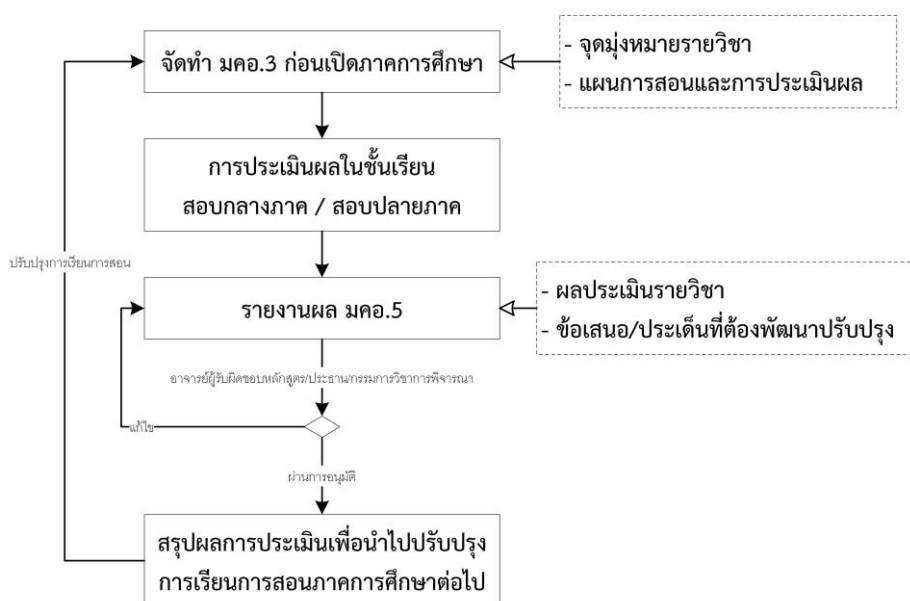 จัดทำ มคอ.3 ก่อนเปิดภาคการศึกษา
- จุดมุ่งหมายรายวิชา
- แผนการสอนและการประเมินผล
การประเมินผลในชั้นเรียน
สอบกลางภาค / สอบปลายภาค
ปรับปรุงการเรียนการสอน
รายงานผล มคอ.5
- ผลประเมินรายวิชา
- ข้อเสนอ/ประเด็นที่ต้องพัฒนาปรับปรุง
อาจารย์ผู้รับผิดชอบหลักสูตร/ประธาน/กรรมการวิชาการพิจารณา
แก้ไข
ผ่านการอนุมัติ
สรุปผลการประเมินเพื่อนำไปปรับปรุง
การเรียนการสอนภาคการศึกษาต่อไป